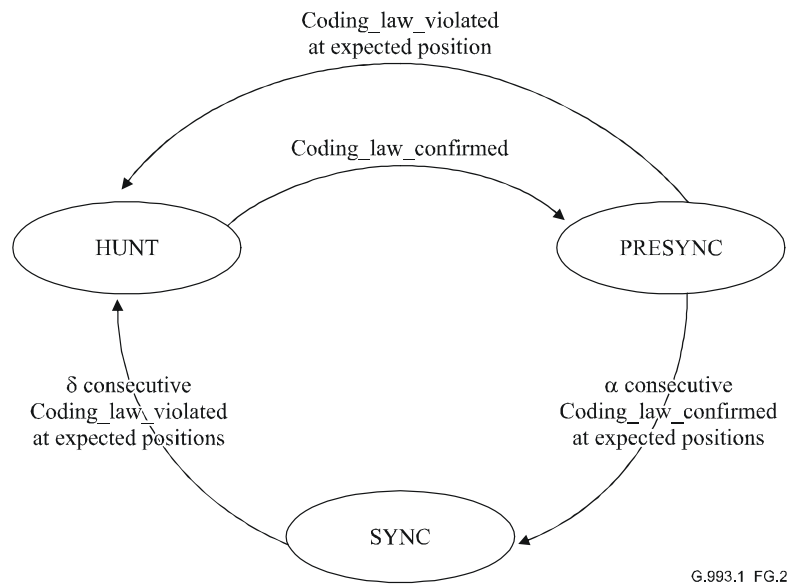 Coding_law_violated
at expected position
Coding_law_confirmed
HUNT
PRESYNC
δ consecutive
Coding_law_violated
at expected positions
α consecutive
Coding_law_confirmed
at expected positions
SYNC
G.993.1 FG.2